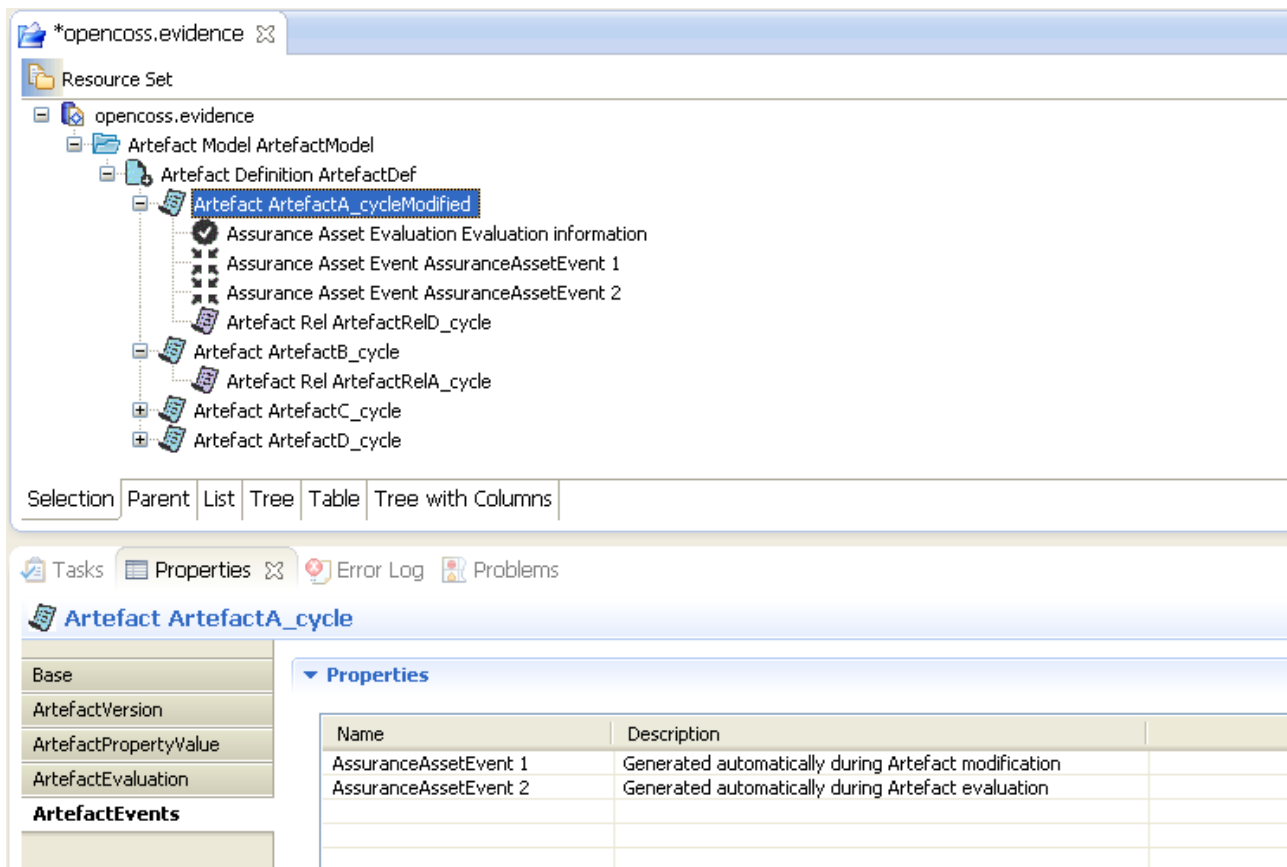 *opencoss.evidence
Resource Set
opencoss.evidence
Artefact Model ArtefactModel
Artefact Definition ArtefactDef
Artefact ArtefactA_cycleModified
Assurance Asset Evaluation Evaluation information
Assurance Asset Event AssuranceAssetEvent 1
Assurance Asset Event AssuranceAssetEvent 2
Artefact Rel ArtefactRelD_cycle
Artefact ArtefactB_cycle
Artefact Rel ArtefactRelA_cycle
Artefact ArtefactC_cycle
Artefact ArtefactD_cycle
Selection Parent List Tree Table Tree with Columns
Tasks Properties Error Log Problems
Artefact ArtefactA_cycle
Base
Properties
ArtefactVersion
ArtefactPropertyValue
ArtefactEvaluation
ArtefactEvents
Name Description
AssuranceAssetEvent 1 Generated automatically during Artefact modification
AssuranceAssetEvent 2 Generated automatically during Artefact evaluation